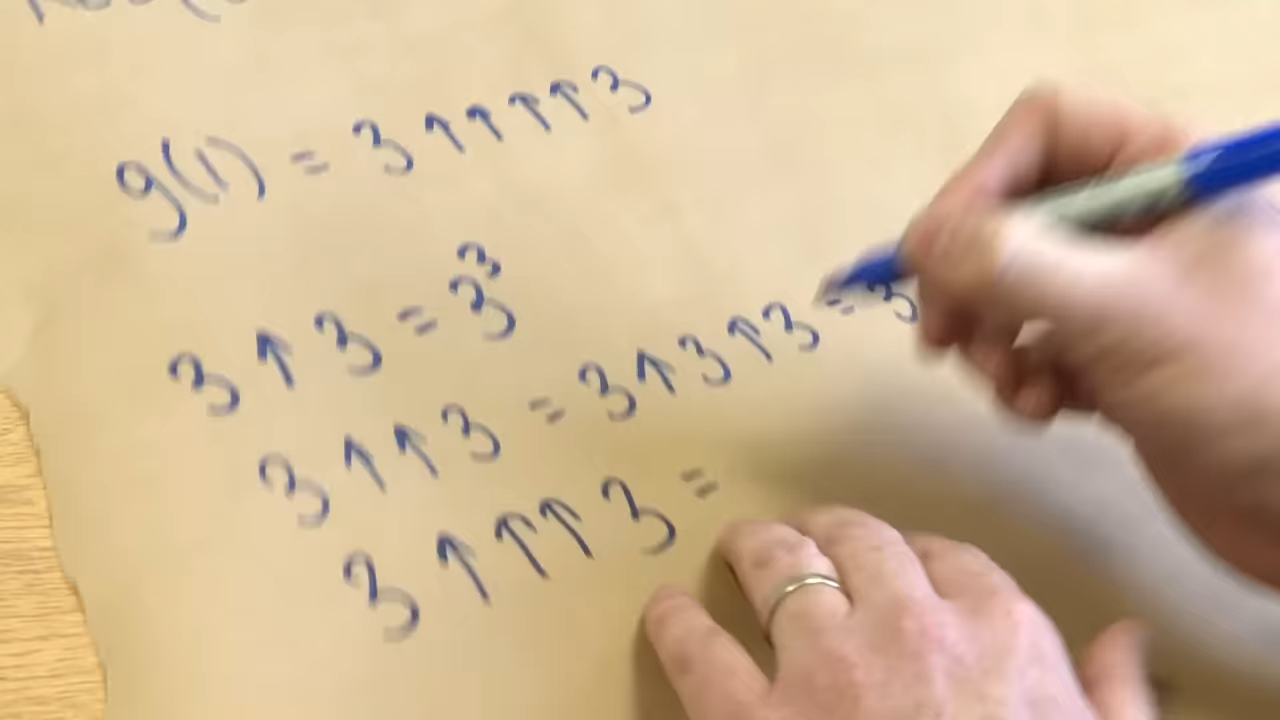 g(1) = 3↑↑↑↑3
3↑3 = 3³
3↑↑3 = 3↑3↑3 = 3
3↑↑↑3 =